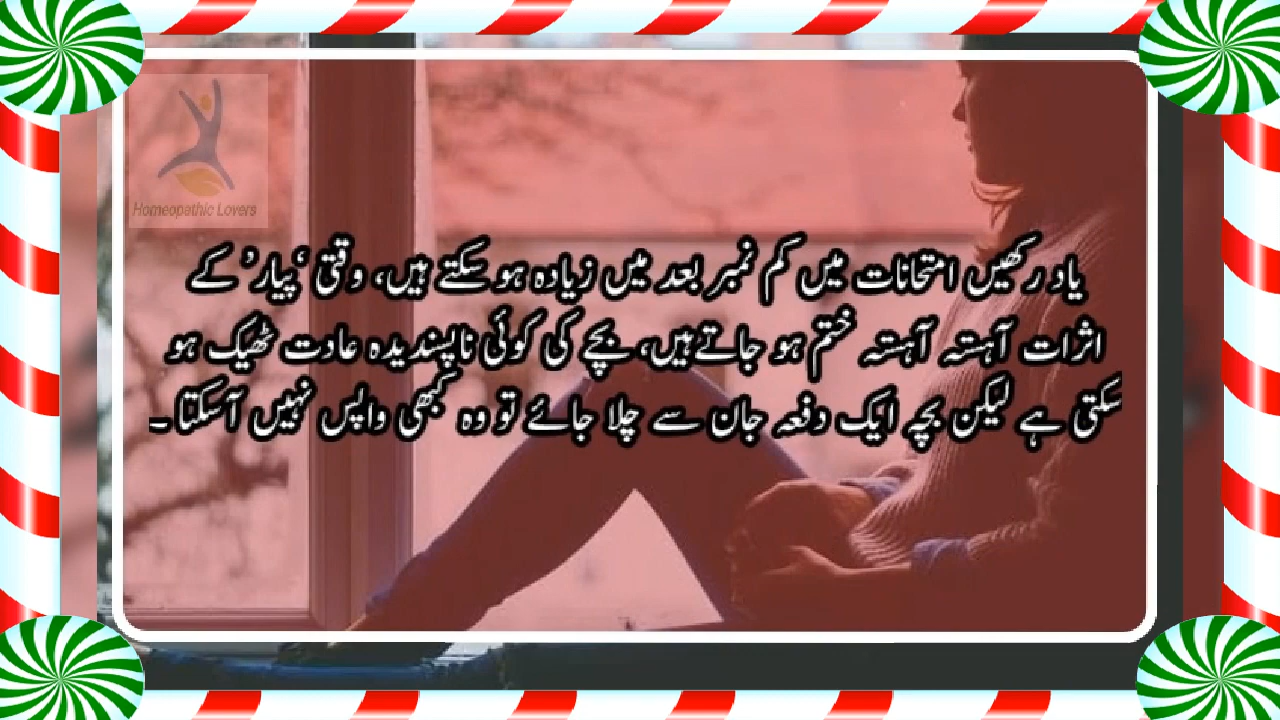 Homeopathic Lovers
یاد رکھیں امتحانات میں کم نمبر بعد میں زیادہ ہو سکتے ہیں، وقتی ‘پیار’ کے
اثرات آہستہ آہستہ ختم ہو جاتے ہیں، بچے کی کوئی ناپسندیدہ عادت ٹھیک ہو
سکتی ہے لیکن بچہ ایک دفعہ جان سے چلا جائے تو وہ کبھی واپس نہیں آ سکتا۔